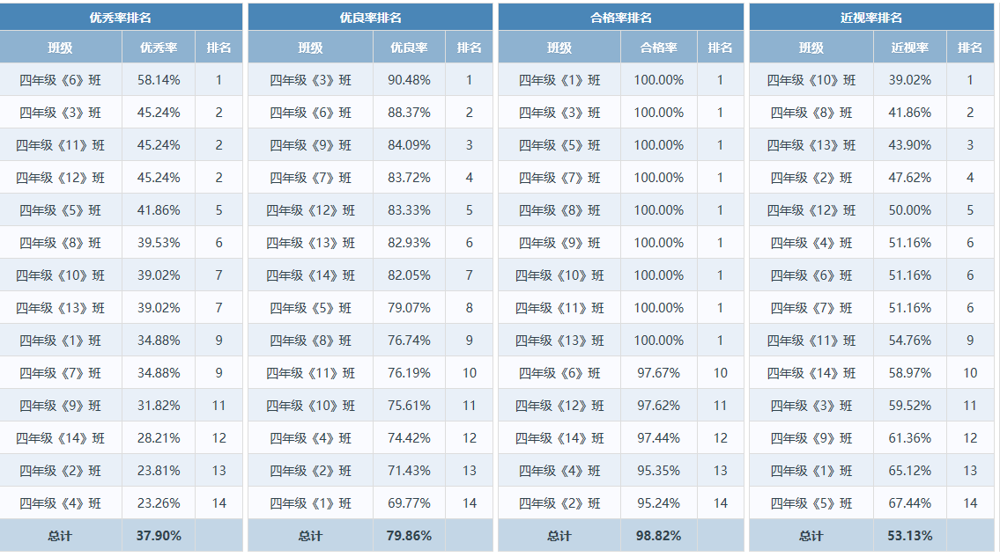 优秀率排名 优良率排名 合格率排名 近视率排名
班级 优秀率 排名 班级 优良率 排名 班级 合格率 排名 班级 近视率 排名
四年级《6》班 58.14% 1 四年级《3》班 90.48% 1 四年级《1》班 100.00% 1 四年级《10》班 39.02% 1
四年级《3》班 45.24% 2 四年级《6》班 88.37% 2 四年级《3》班 100.00% 1 四年级《8》班 41.86% 2
四年级《11》班 45.24% 2 四年级《9》班 84.09% 3 四年级《5》班 100.00% 1 四年级《13》班 43.90% 3
四年级《12》班 45.24% 2 四年级《7》班 83.72% 4 四年级《7》班 100.00% 1 四年级《2》班 47.62% 4
四年级《5》班 41.86% 5 四年级《12》班 83.33% 5 四年级《8》班 100.00% 1 四年级《12》班 50.00% 5
四年级《8》班 39.53% 6 四年级《13》班 82.93% 6 四年级《9》班 100.00% 1 四年级《4》班 51.16% 6
四年级《10》班 39.02% 7 四年级《14》班 82.05% 7 四年级《10》班 100.00% 1 四年级《6》班 51.16% 6
四年级《13》班 39.02% 7 四年级《5》班 79.07% 8 四年级《11》班 100.00% 1 四年级《7》班 51.16% 6
四年级《1》班 34.88% 9 四年级《8》班 76.74% 9 四年级《13》班 100.00% 1 四年级《11》班 54.76% 9
四年级《7》班 34.88% 9 四年级《11》班 76.19% 10 四年级《6》班 97.67% 10 四年级《14》班 58.97% 10
四年级《9》班 31.82% 11 四年级《10》班 75.61% 11 四年级《12》班 97.62% 11 四年级《3》班 59.52% 11
四年级《14》班 28.21% 12 四年级《4》班 74.42% 12 四年级《14》班 97.44% 12 四年级《9》班 61.36% 12
四年级《2》班 23.81% 13 四年级《2》班 71.43% 13 四年级《4》班 95.35% 13 四年级《1》班 65.12% 13
四年级《4》班 23.26% 14 四年级《1》班 69.77% 14 四年级《2》班 95.24% 14 四年级《5》班 67.44% 14
总计 37.90% 总计 79.86% 总计 98.82% 总计 53.13%